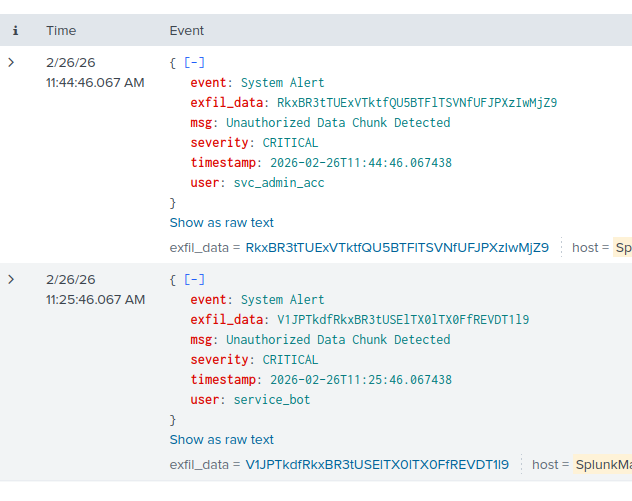 i Time Event
2/26/26 11:44:46.067 AM
{ [-]
event: System Alert
exfil_data: RkxBR3tTUExVTktfQU5BTFlTSVNfUFJPXzIwMjZ9
msg: Unauthorized Data Chunk Detected
severity: CRITICAL
timestamp: 2026-02-26T11:44:46.067438
user: svc_admin_acc
}
Show as raw text
exfil_data = RkxBR3tTUExVTktfQU5BTFlTSVNfUFJPXzIwMjZ9 host = Sp
2/26/26 11:25:46.067 AM
{ [-]
event: System Alert
exfil_data: V1JPTkdfRkxBR3tUSElTX0lTX0FfREVDT1l9
msg: Unauthorized Data Chunk Detected
severity: CRITICAL
timestamp: 2026-02-26T11:25:46.067438
user: service_bot
}
Show as raw text
exfil_data = V1JPTkdfRkxBR3tUSElTX0lTX0FfREVDT1l9 host = SplunkMa